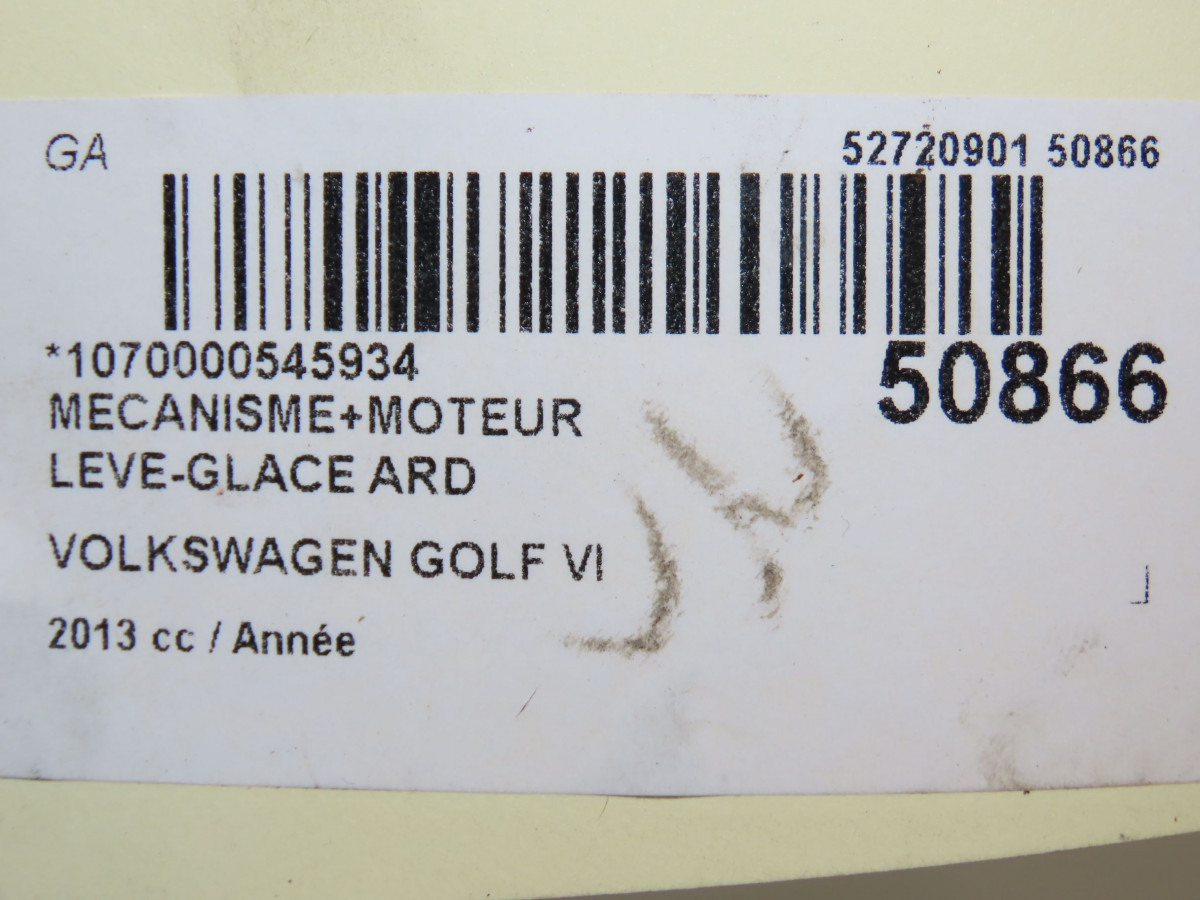 GA
52720901 50866
*1070000545934
50866
MECANISME+MOTEUR
LEVE-GLACE ARD
VOLKSWAGEN GOLF VI
2013 cc / Année